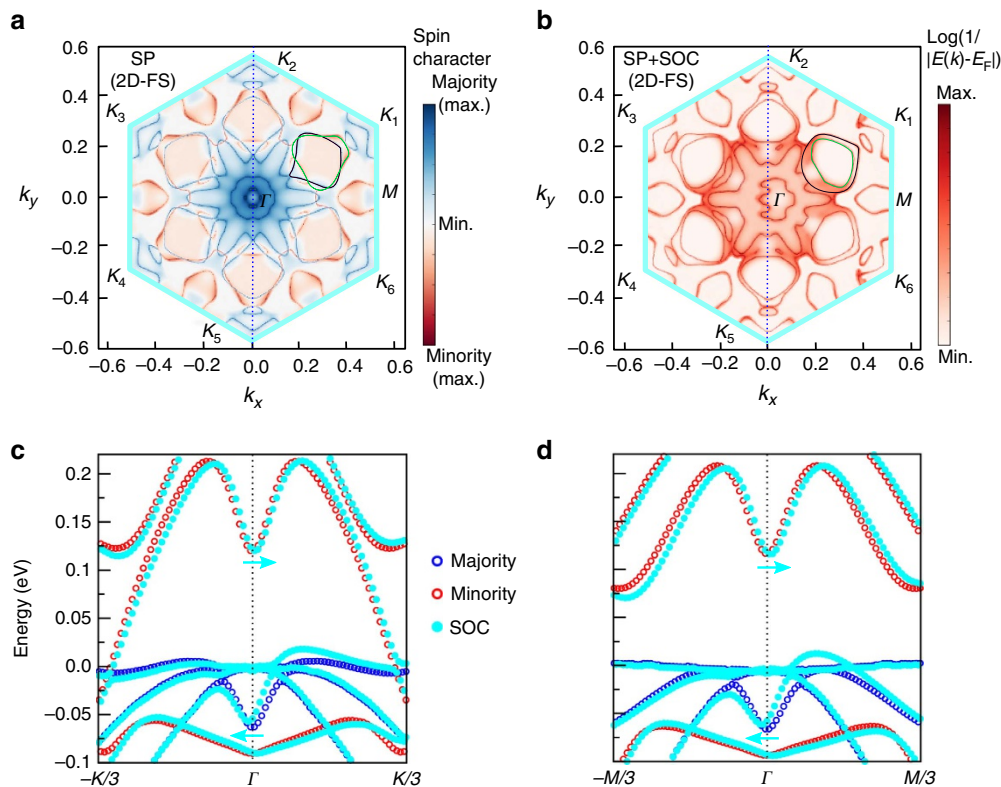 a
SP
(2D-FS)
K2
K3
K1
M
Γ
K4
K6
K5
ky
0.6
0.4
0.2
0.0
−0.2
−0.4
−0.6
−0.6 −0.4 −0.2 0.0 0.2 0.4 0.6
kx
Spin
character
Majority
(max.)
Min.
Minority
(max.)
b
SP+SOC
(2D-FS)
K2
K3
K1
M
Γ
K4
K6
K5
ky
0.6
0.4
0.2
0.0
−0.2
−0.4
−0.6
−0.6 −0.4 −0.2 0.0 0.2 0.4 0.6
kx
Log(1/
|E(k)-EF|)
Max.
Min.
c
Energy (eV)
0.2
0.15
0.1
0.05
0.0
−0.05
−0.1
−K/3 Γ K/3
Majority
Minority
SOC
d
−M/3 Γ M/3